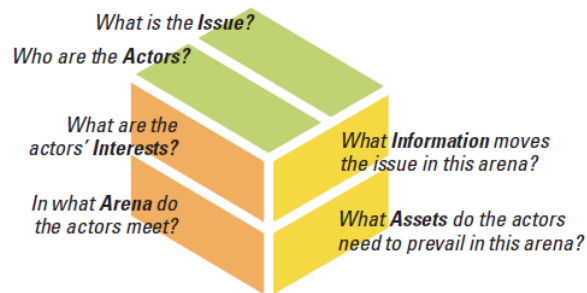 What is the Issue?
Who are the Actors?
What are the
actors' Interests?
In what Arena do
the actors meet?
What Information moves
the issue in this arena?
What Assets do the actors
need to prevail in this arena?